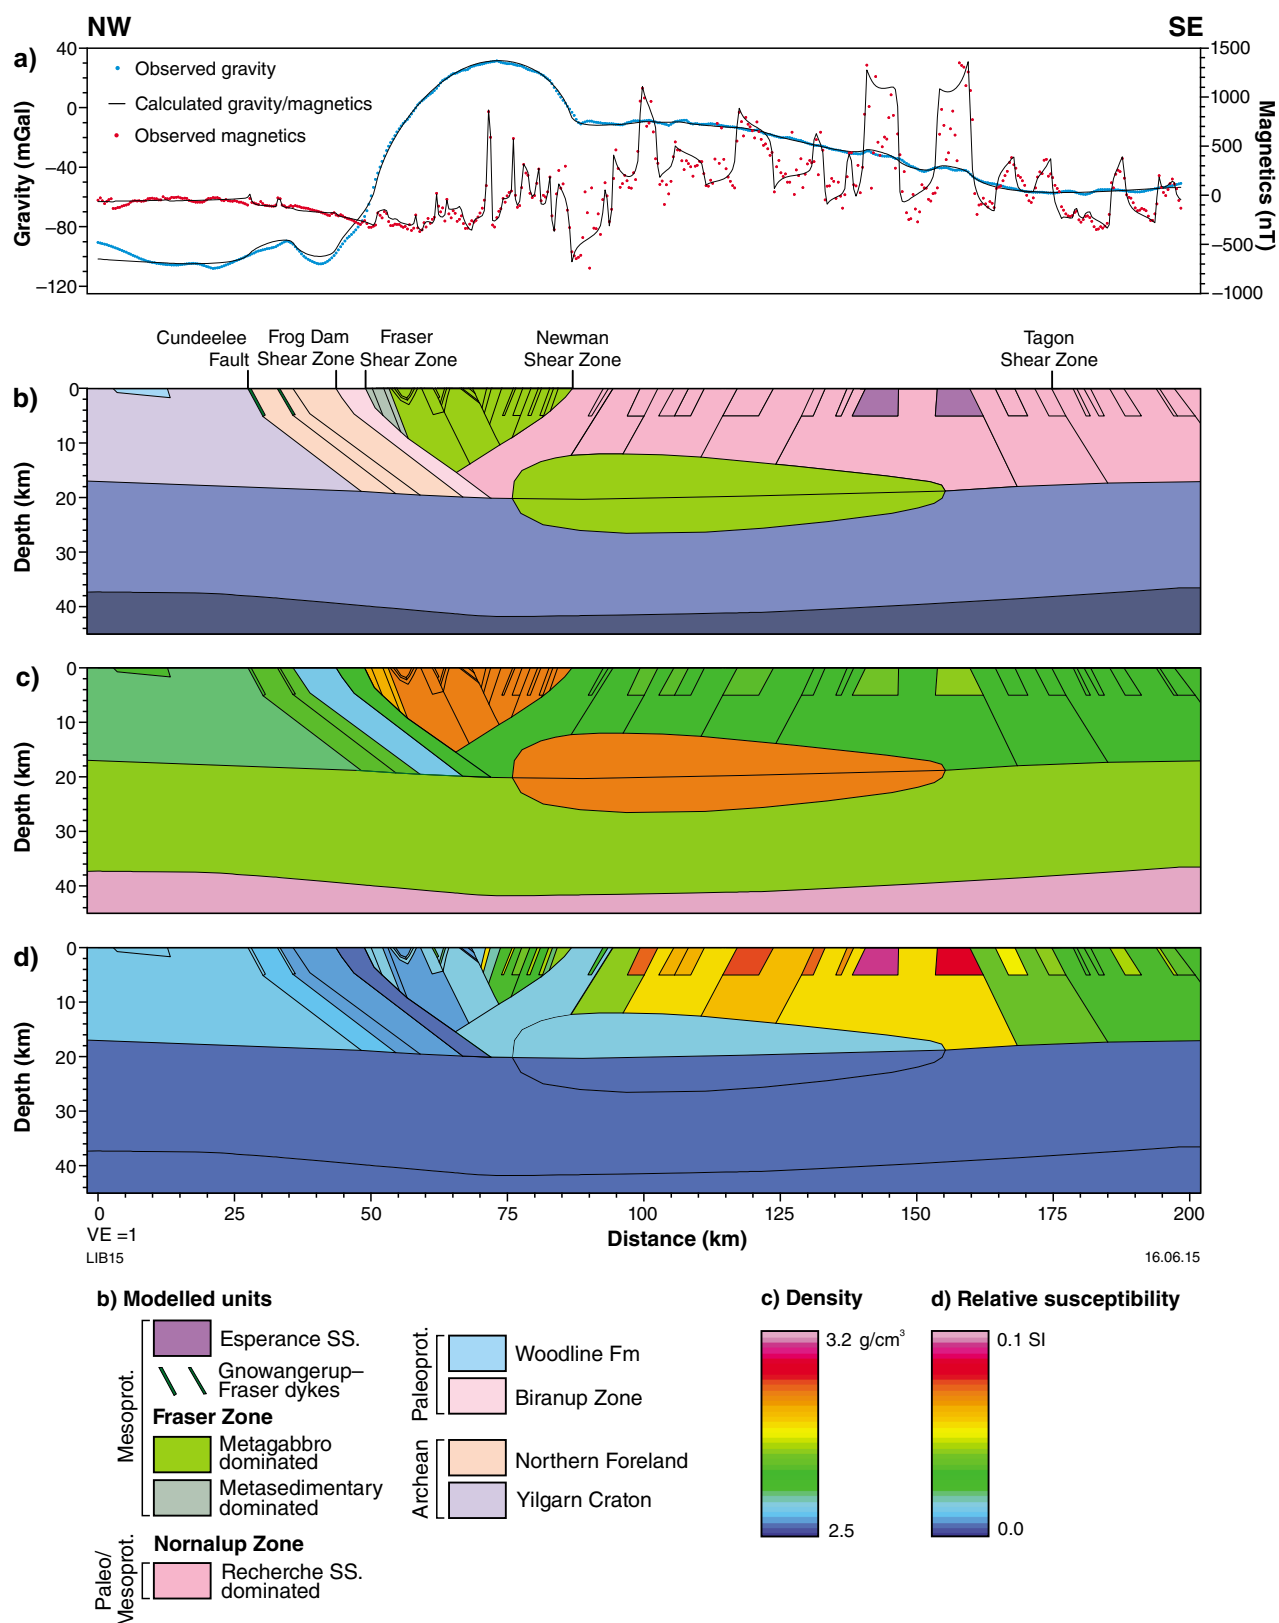 NW
SE
a)
40
0
−40
−80
−120
Gravity (mGal)
Observed gravity
Calculated gravity/magnetics
Observed magnetics
1500
1000
500
0
−500
−1000
Magnetics (nT)
Cundeelee Fault
Frog Dam Shear Zone
Fraser Shear Zone
Newman Shear Zone
Tagon Shear Zone
b)
0
10
20
30
40
Depth (km)
c)
0
10
20
30
40
Depth (km)
d)
0
10
20
30
40
Depth (km)
0 25 50 75 100 125 150 175 200
VE =1
Distance (km)
LIB15
16.06.15
b) Modelled units
Mesoprot.
Esperance SS.
Gnowangerup–
Fraser dykes
Fraser Zone
Metagabbro
dominated
Metasedimentary
dominated
Nornalup Zone
Paleo/
Mesoprot.
Recherche SS.
dominated
Paleoprot.
Woodline Fm
Biranup Zone
Archean
Northern Foreland
Yilgarn Craton
c) Density
3.2 g/cm³
2.5
d) Relative susceptibility
0.1 SI
0.0